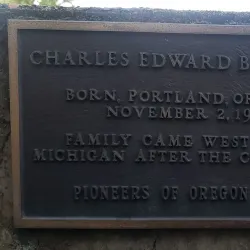 CHARLES EDWARD B
BORN, PORTLAND, OR
NOVEMBER 2, 19
FAMILY CAME WEST
MICHIGAN AFTER THE C
PIONEERS OF OREGON